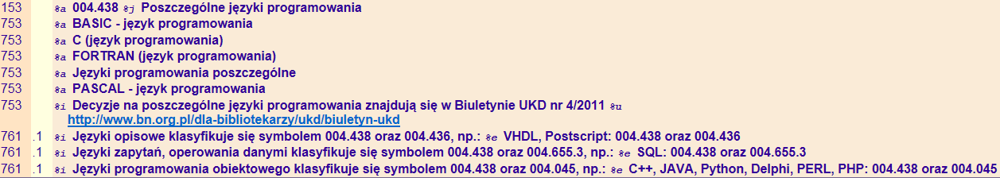 153 %a 004.438 %j Poszczególne języki programowania
753 %a BASIC - język programowania
753 %a C (język programowania)
753 %a FORTRAN (język programowania)
753 %a Języki programowania poszczególne
753 %a PASCAL - język programowania
753 %i Decyzje na poszczególne języki programowania znajdują się w Biuletynie UKD nr 4/2011 %u
http://www.bn.org.pl/dla-bibliotekarzy/ukd/biuletyn-ukd
761 .1 %i Języki opisowe klasyfikuje się symbolem 004.438 oraz 004.436, np.: %e VHDL, Postscript: 004.438 oraz 004.436
761 .1 %i Języki zapytań, operowania danymi klasyfikuje się symbolem 004.438 oraz 004.655.3, np.: %e SQL: 004.438 oraz 004.655.3
761 .1 %i Języki programowania obiektowego klasyfikuje się symbolem 004.438 oraz 004.045, np.: %e C++, JAVA, Python, Delphi, PERL, PHP: 004.438 oraz 004.045